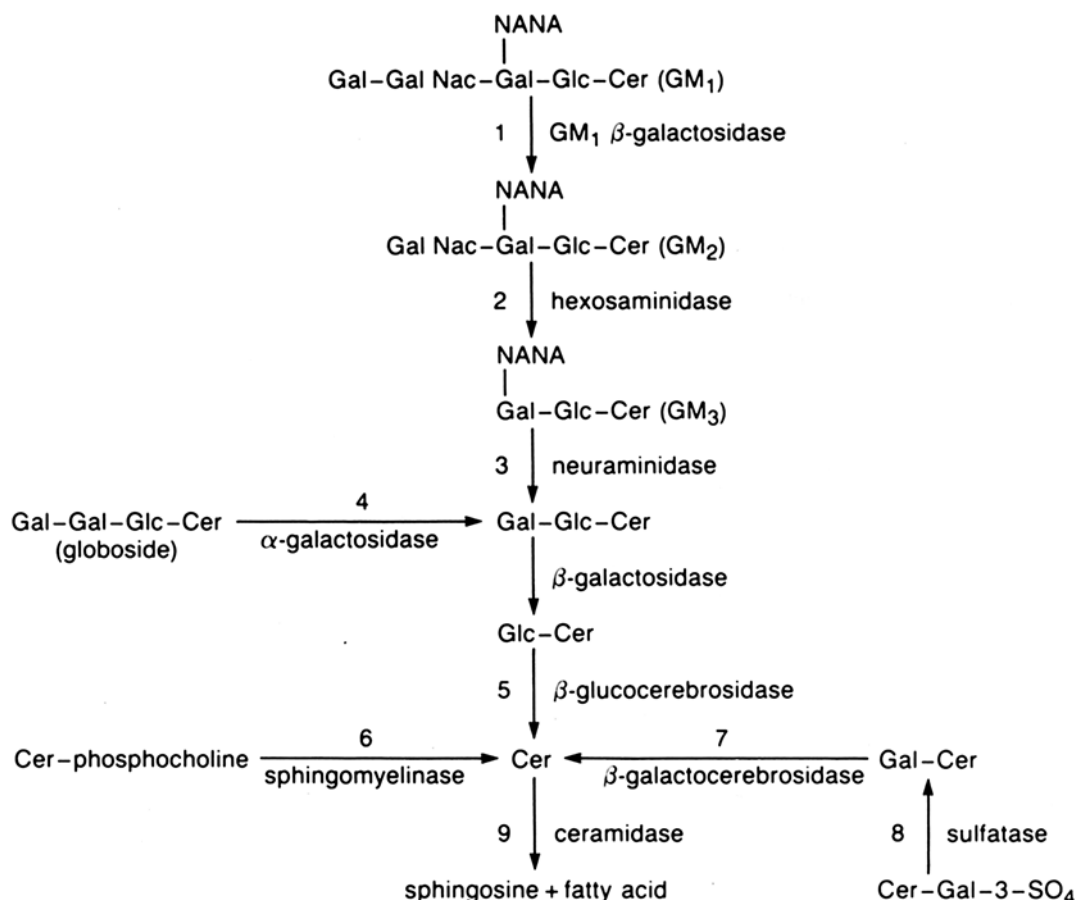 NANA
Gal–Gal Nac–Gal–Glc–Cer (GM₁)
1 GM₁ β-galactosidase
NANA
Gal Nac–Gal–Glc–Cer (GM₂)
2 hexosaminidase
NANA
Gal–Glc–Cer (GM₃)
3 neuraminidase
4
Gal–Gal–Glc–Cer Gal–Glc–Cer
(globoside) α-galactosidase
β-galactosidase
Glc–Cer
5 β-glucocerebrosidase
6 7
Cer–phosphocholine Cer Gal–Cer
sphingomyelinase β-galactocerebrosidase
9 ceramidase 8 sulfatase
sphingosine + fatty acid Cer–Gal–3–SO₄